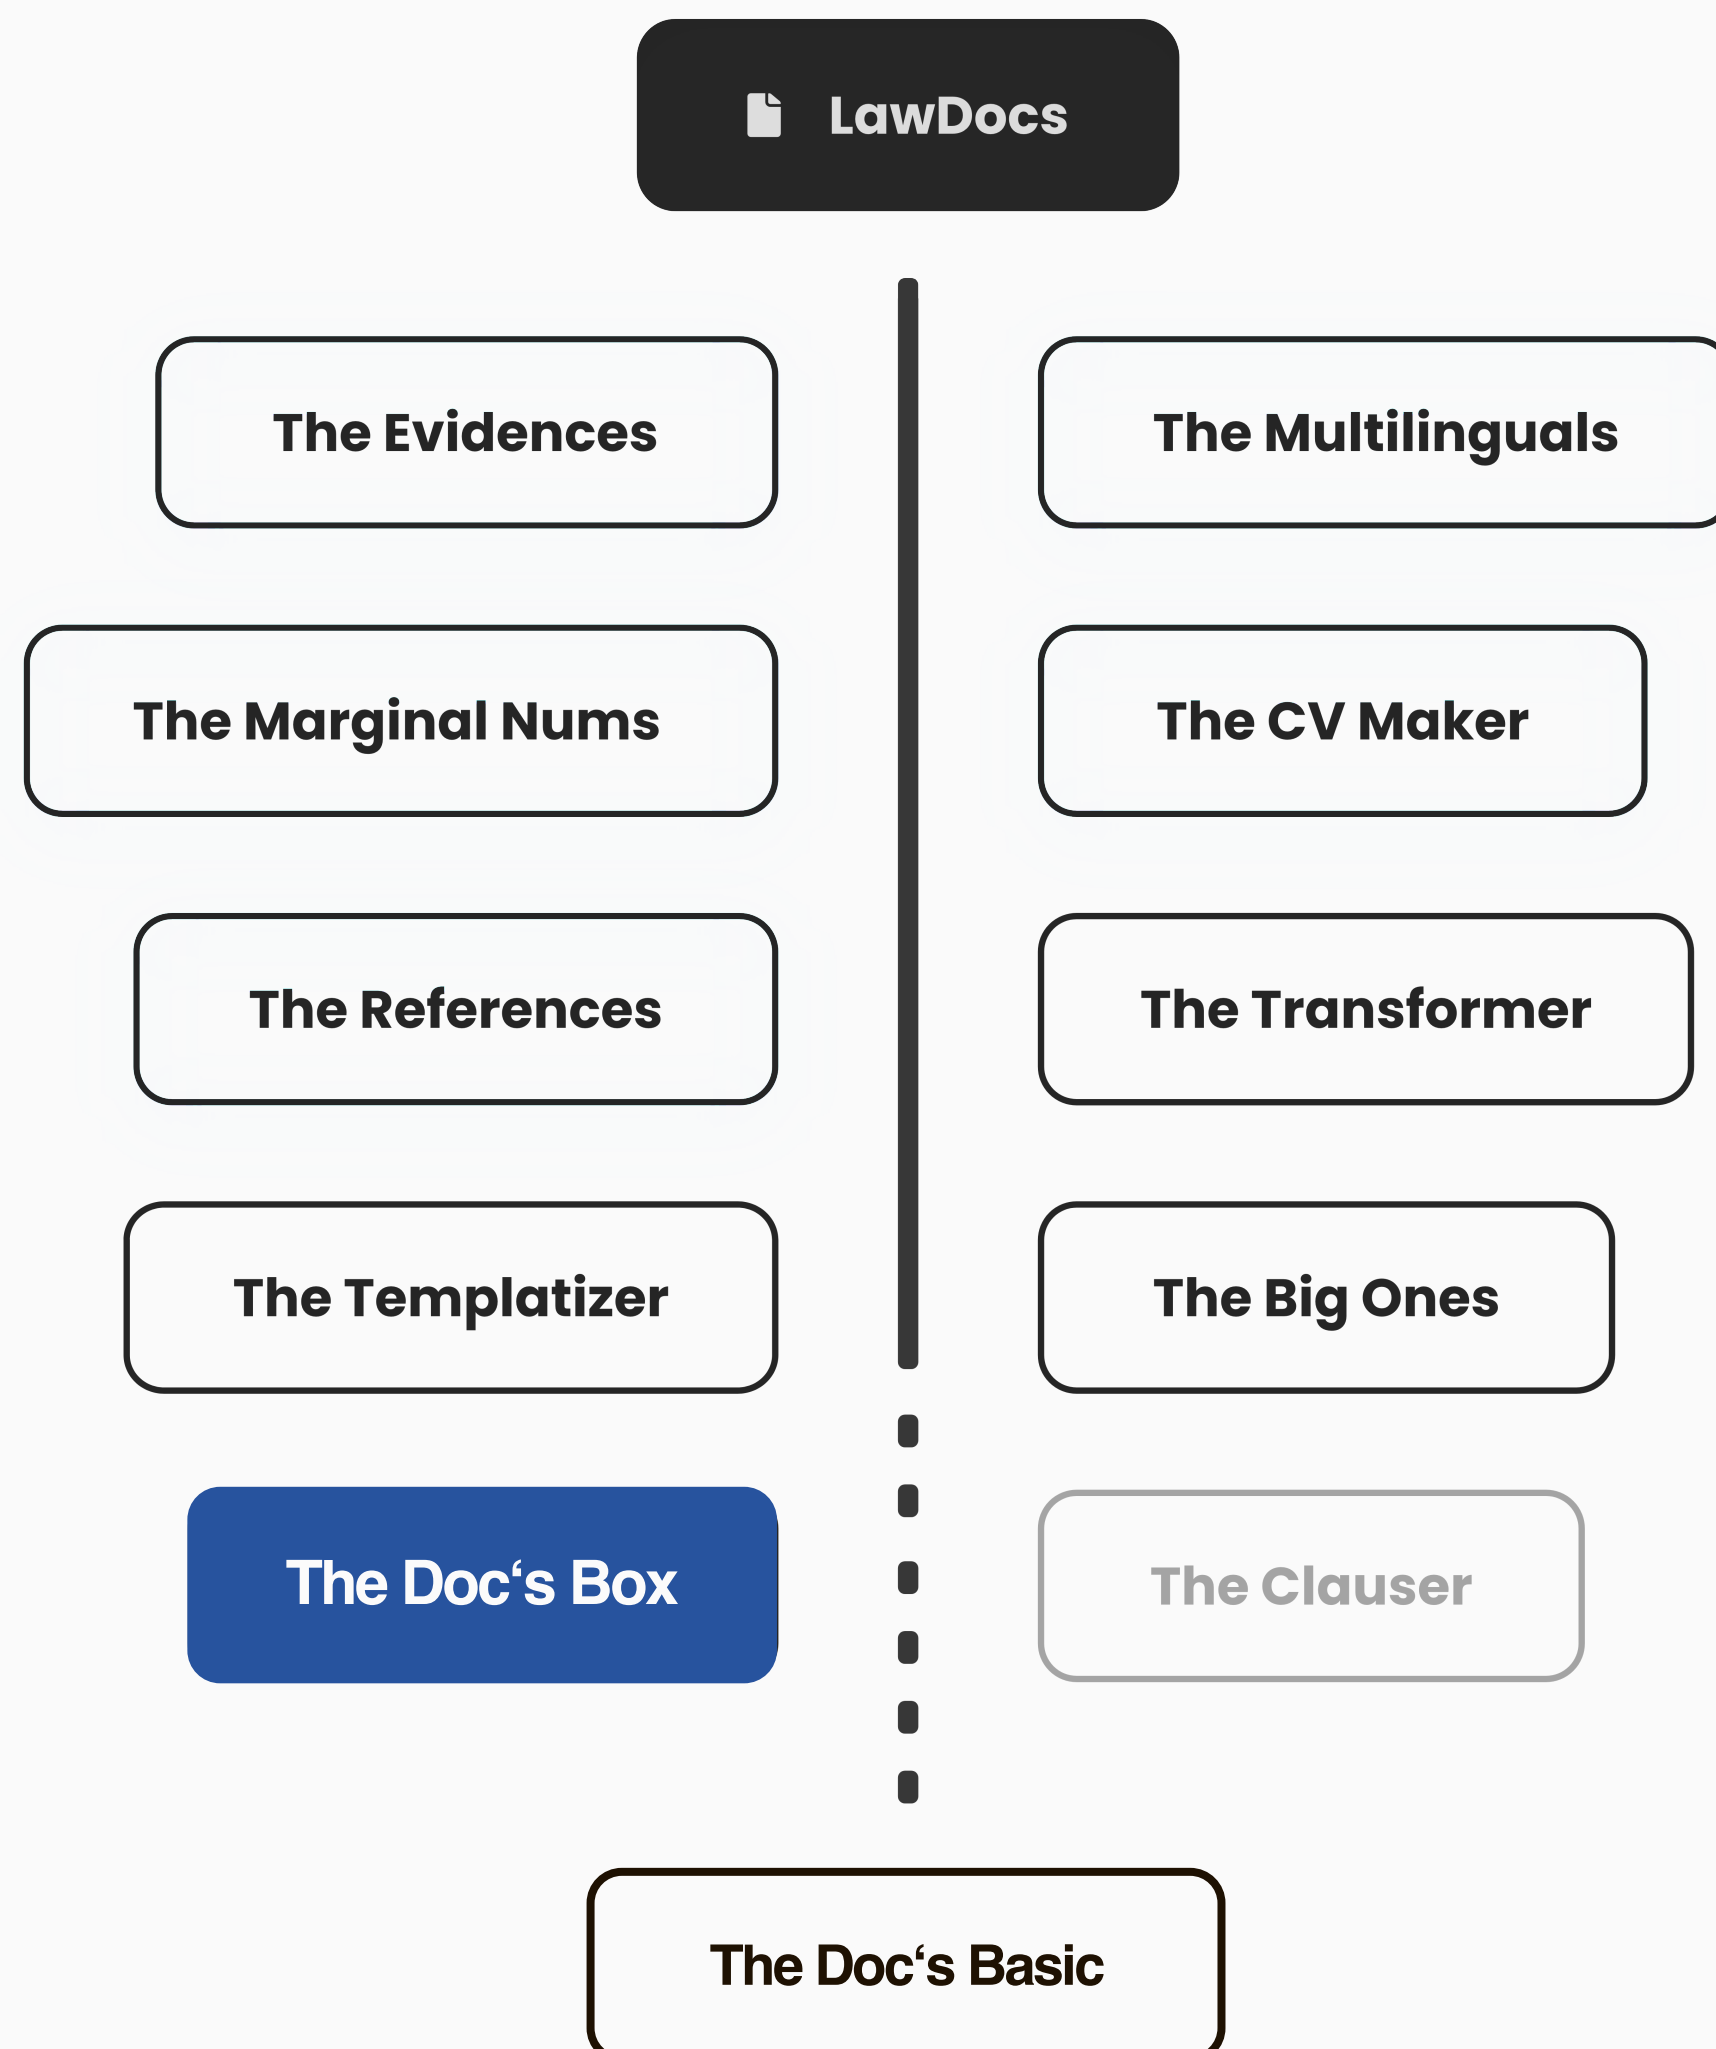 LawDocs
The Evidences
The Multilinguals
The Marginal Nums
The CV Maker
The References
The Transformer
The Templatizer
The Big Ones
The Doc‘s Box
The Clauser
The Doc‘s Basic